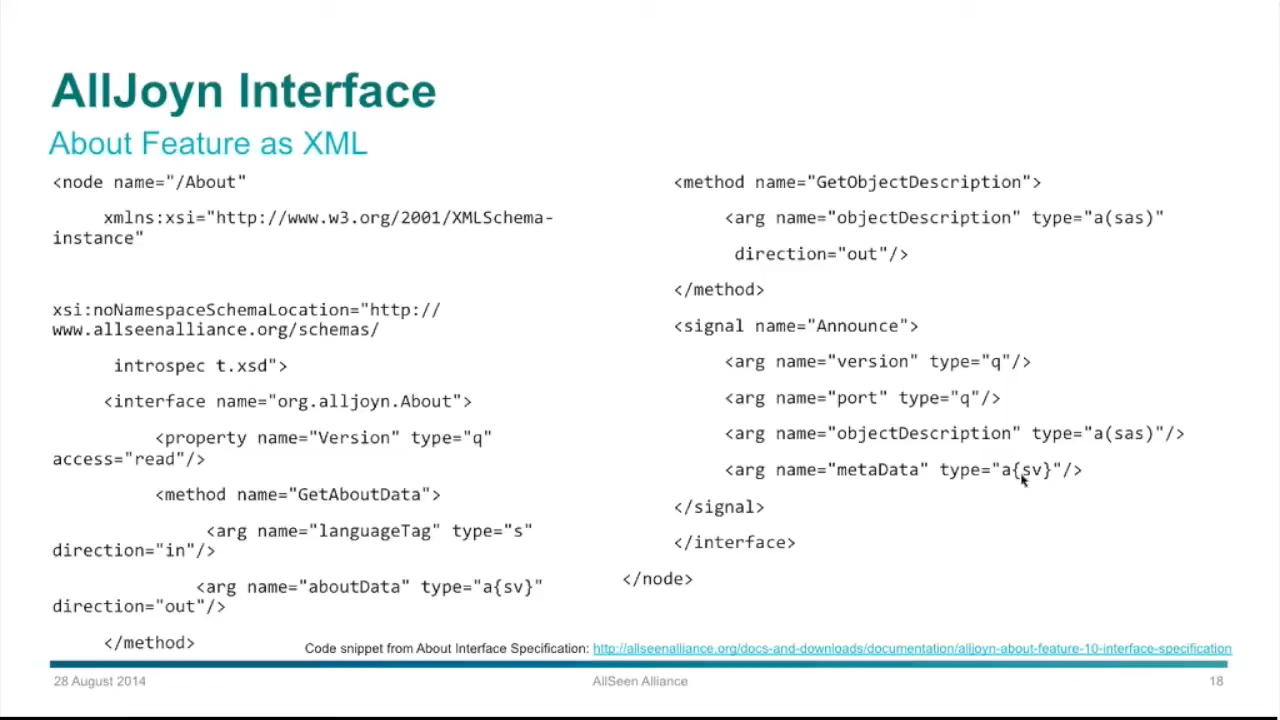 AllJoyn Interface
About Feature as XML
<node name="/About"
xmlns:xsi="http://www.w3.org/2001/XMLSchema-
instance"
xsi:noNamespaceSchemaLocation="http://
www.allseenalliance.org/schemas/
introspec t.xsd">
<interface name="org.alljoyn.About">
<property name="Version" type="q"
access="read"/>
<method name="GetAboutData">
<arg name="languageTag" type="s"
direction="in"/>
<arg name="aboutData" type="a{sv}"
direction="out"/>
</method>
<method name="GetObjectDescription">
<arg name="objectDescription" type="a(sas)"
direction="out"/>
</method>
<signal name="Announce">
<arg name="version" type="q"/>
<arg name="port" type="q"/>
<arg name="objectDescription" type="a(sas)"/>
<arg name="metaData" type="a{sv}"/>
</signal>
</interface>
</node>
Code snippet from About Interface Specification: http://allseenalliance.org/docs-and-downloads/documentation/alljoyn-about-feature-10-interface-specification
28 August 2014
AllSeen Alliance
18